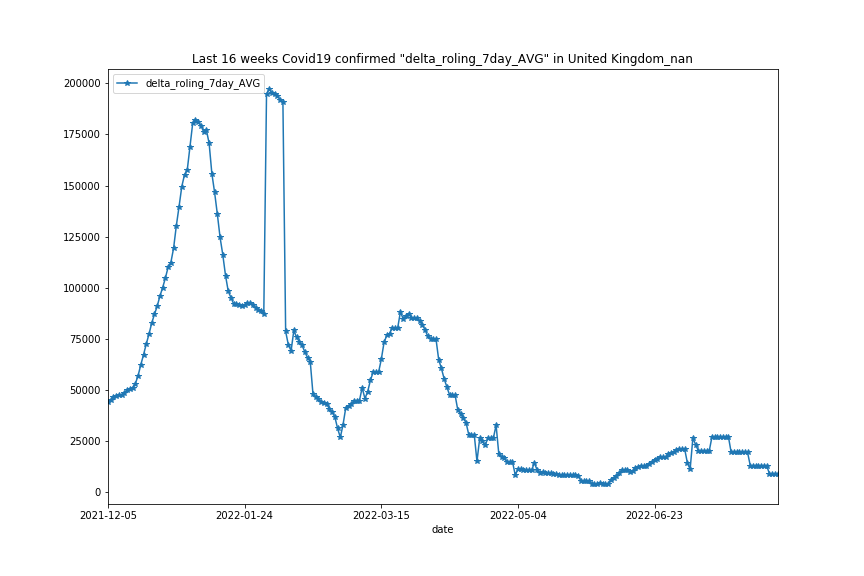 Last 16 weeks Covid19 confirmed "delta_roling_7day_AVG" in United Kingdom_nan
delta_roling_7day_AVG
200000
175000
150000
125000
100000
75000
50000
25000
0
2021-12-05 2022-01-24 2022-03-15 2022-05-04 2022-06-23
date